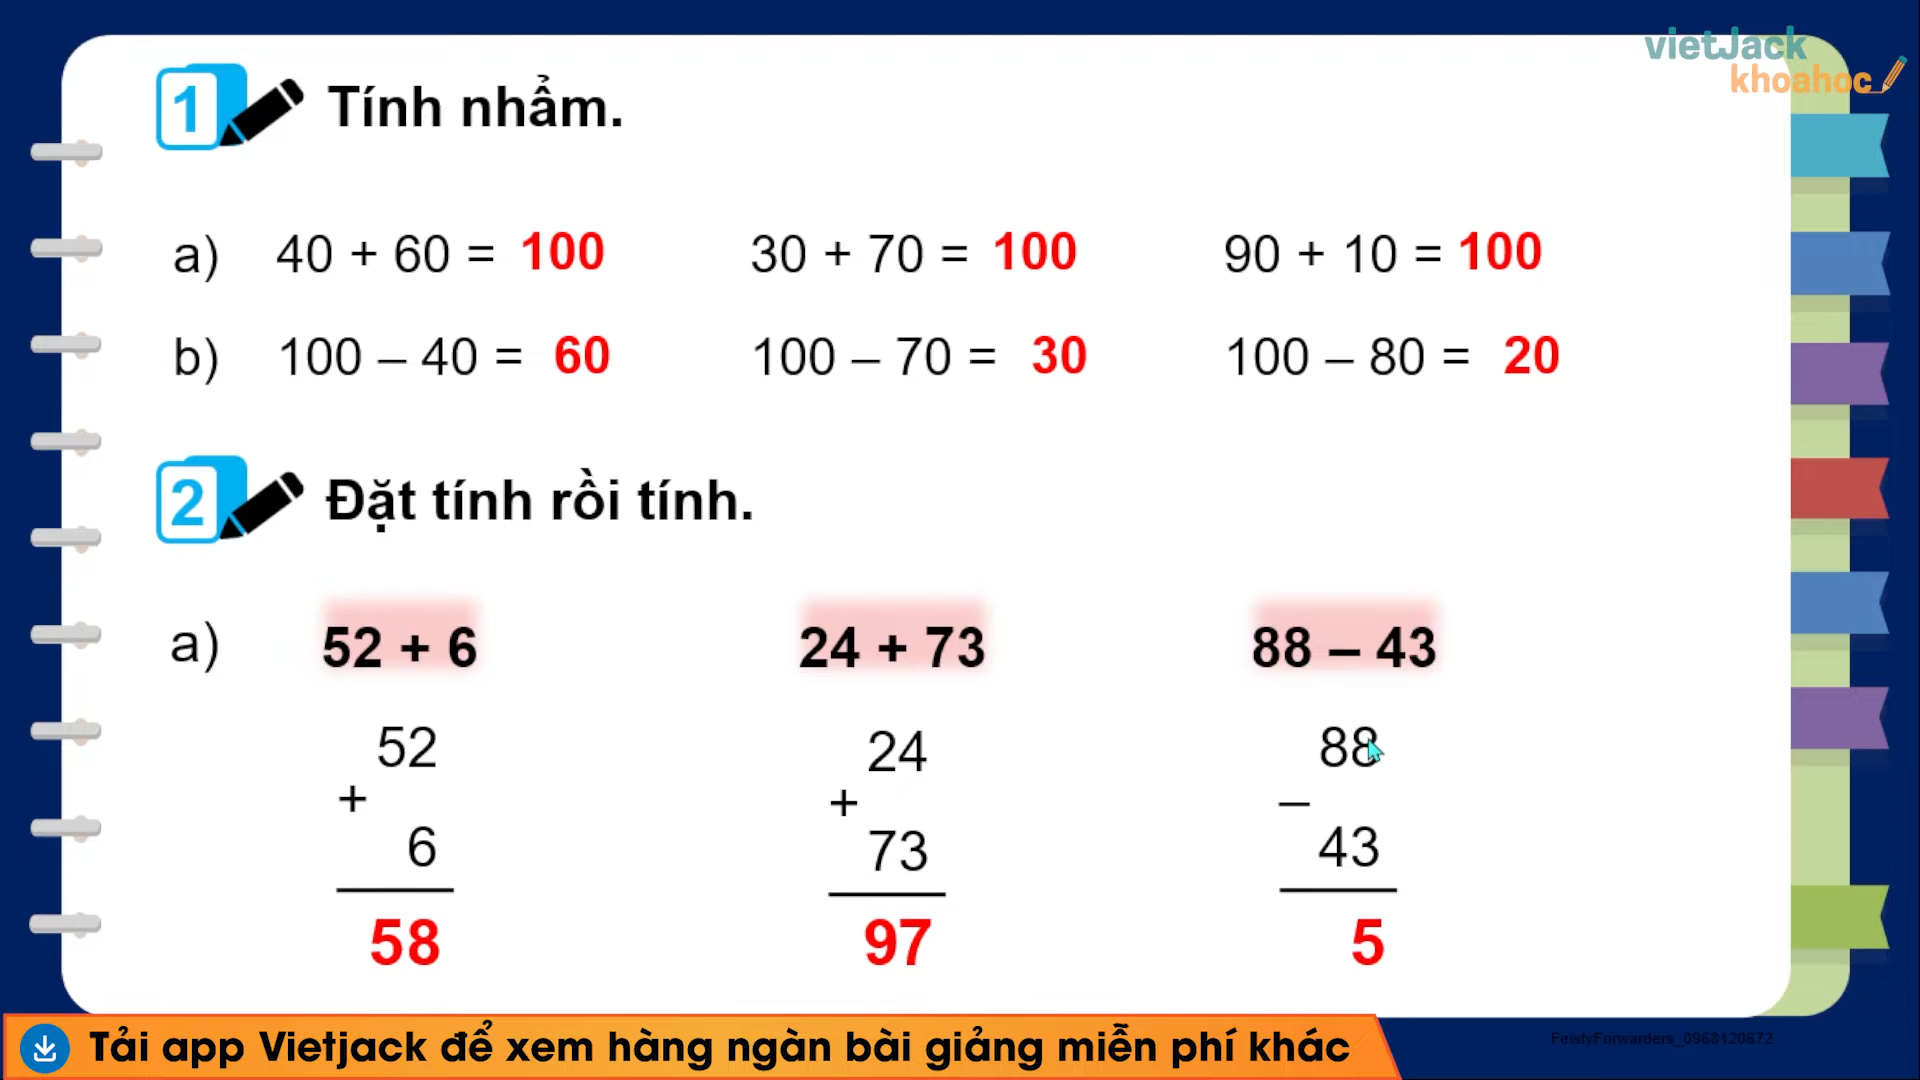 vietJack
khoahoc
1 Tính nhẩm.
a) 40 + 60 = 100 30 + 70 = 100 90 + 10 = 100
b) 100 – 40 = 60 100 – 70 = 30 100 – 80 = 20
2 Đặt tính rồi tính.
a) 52 + 6 24 + 73 88 – 43
52 24 88
+ + –
6 73 43
58 97 5
Tải app Vietjack để xem hàng ngàn bài giảng miễn phí khác
FeistyForwarders_0968120672